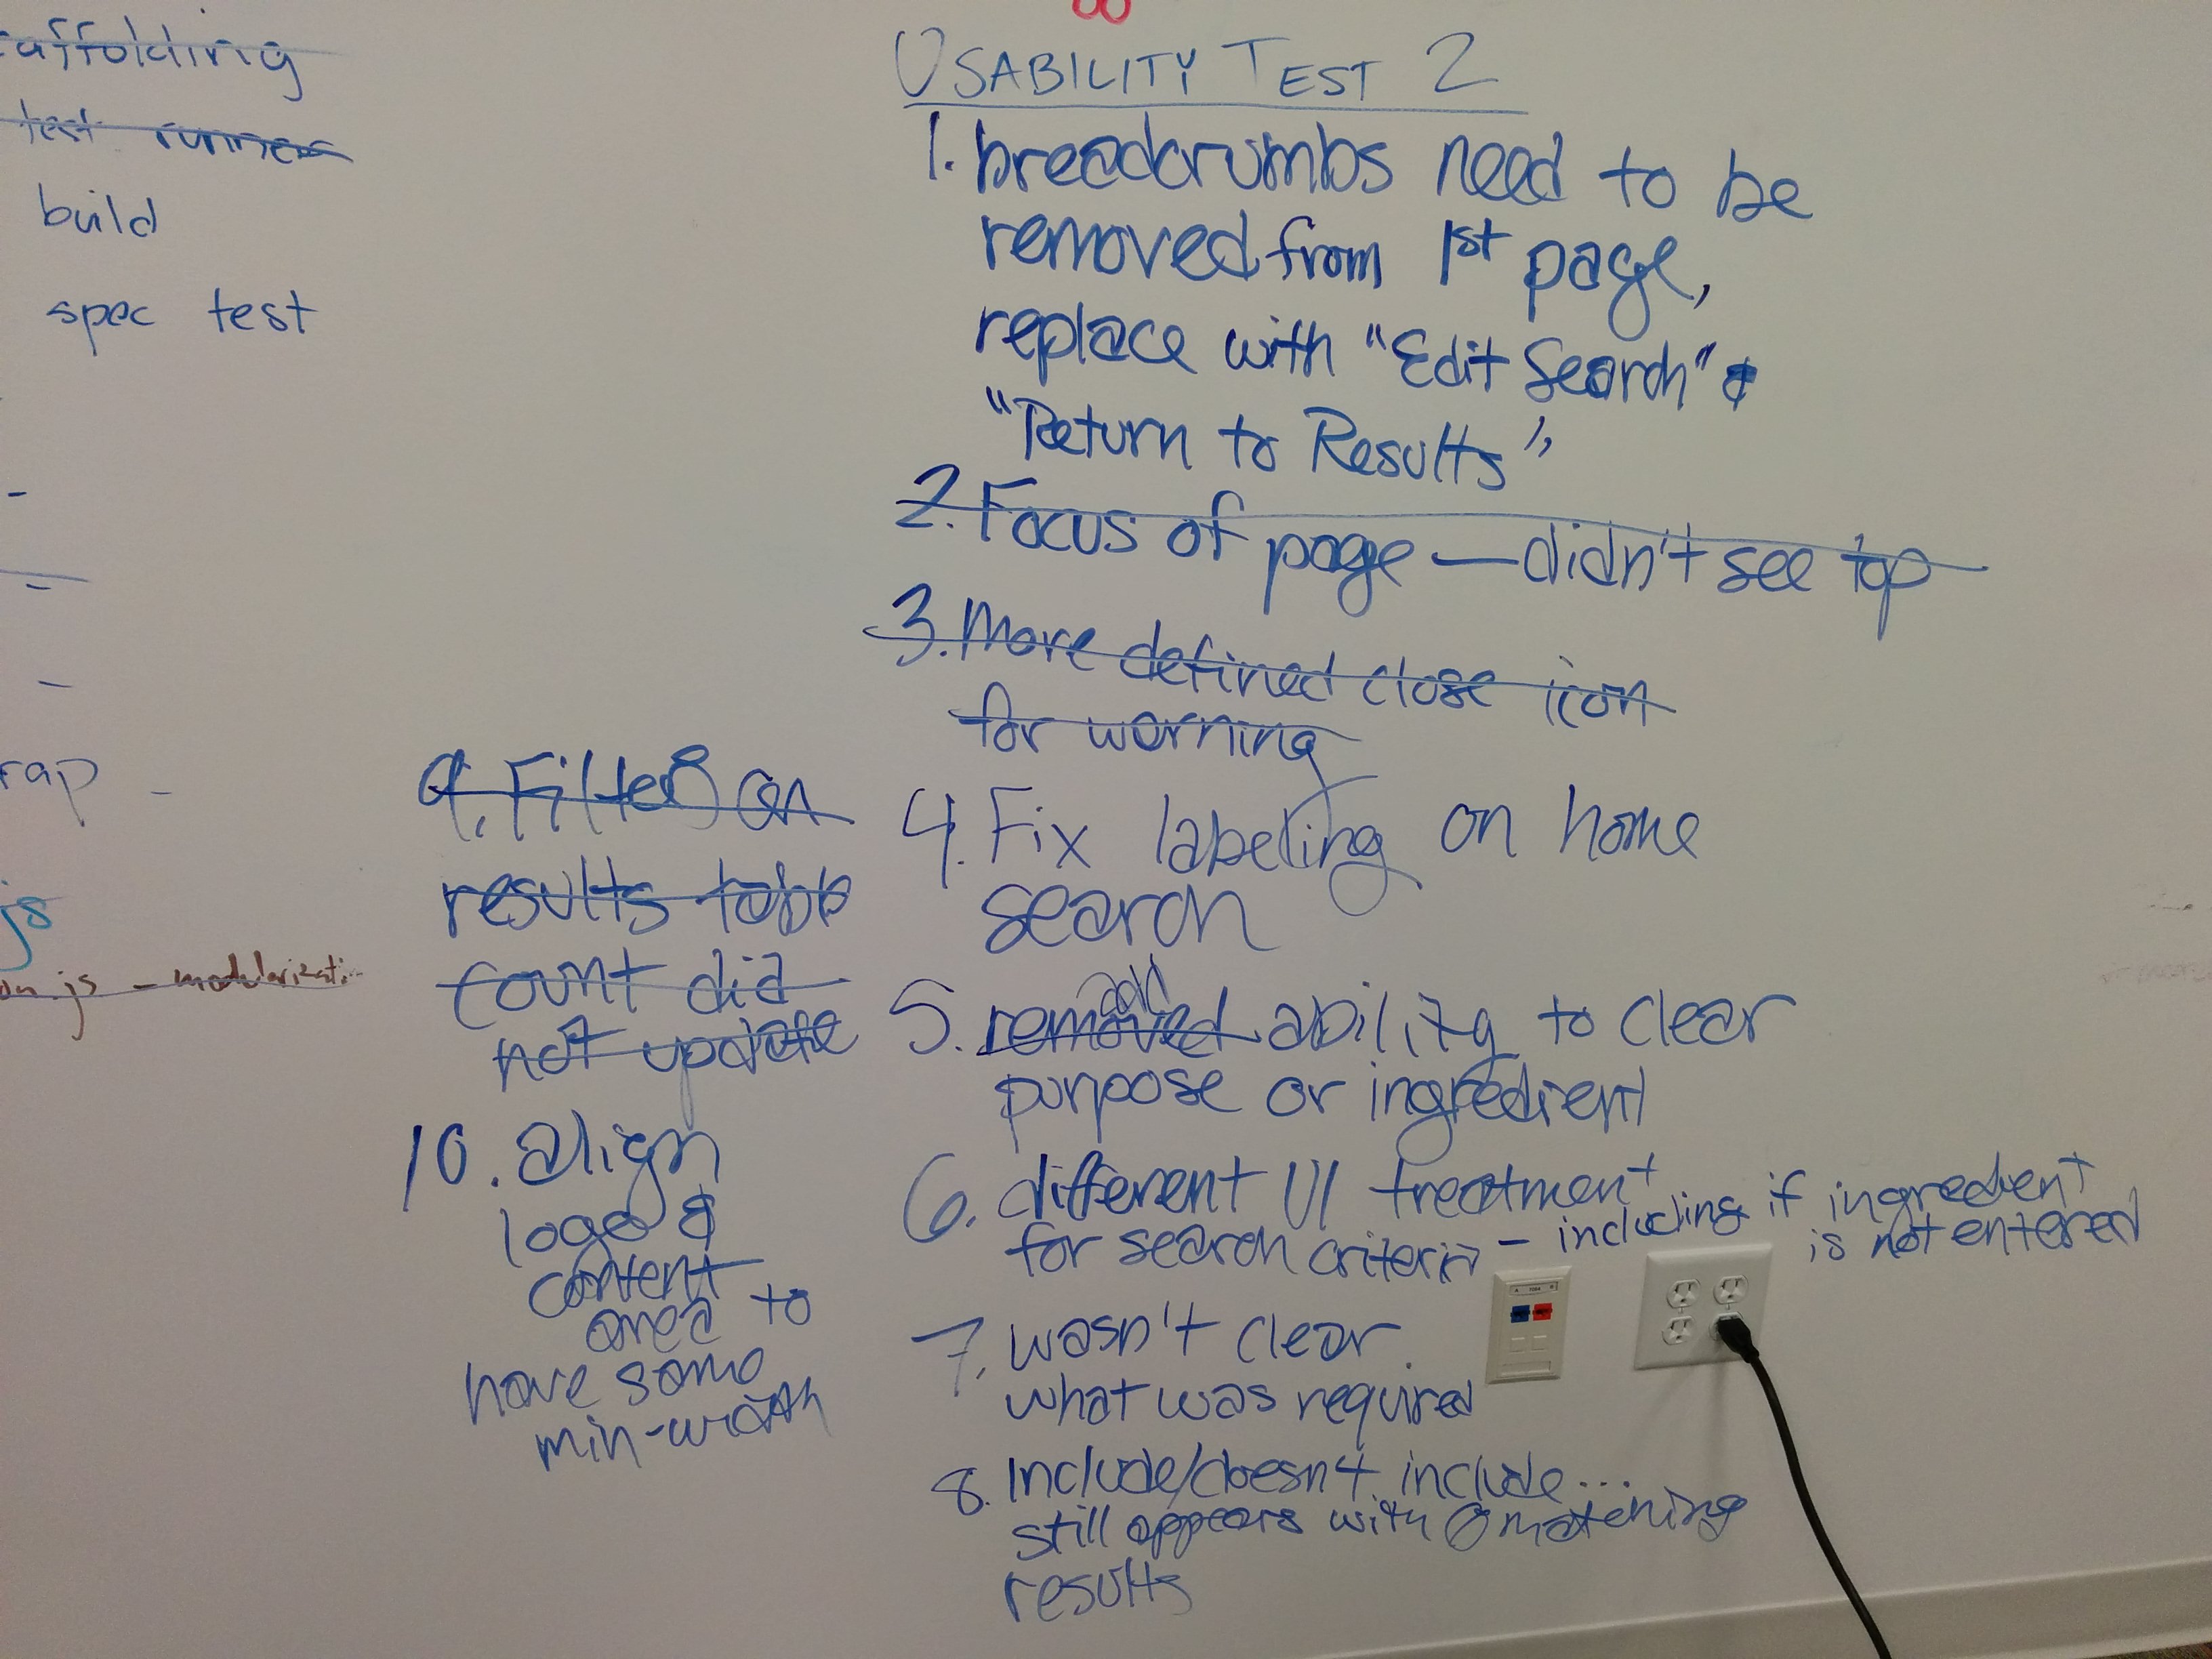 affolding
test runner
build
spec test
rap -
js
on.js - modularizati
USABILITY TEST 2
1. breadcrumbs need to be
removed from 1st page,
replace with "Edit Search" &
"Return to Results",
2. Focus of page — didn't see top
3. More defined close icon
for warning
4. Fix labeling on home
search
add
5. removed ability to clear
purpose or ingredient
6. different UI treatment
for search criteria - including if ingredient
is not entered
7. wasn't clear
what was required
8. Include/doesn't include...
still appears with 0 matching
results
9. Filters on
results table
count did
not update
10. align
logo &
content
area to
have some
min-width